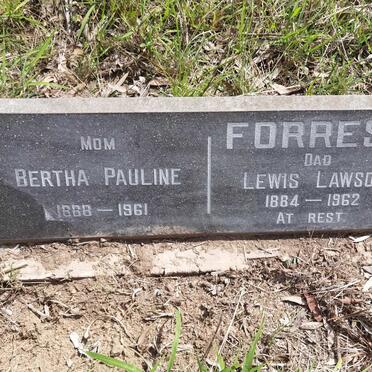 FORRES
MOM
BERTHA PAULINE
1888 – 1961
DAD
LEWIS LAWSO
1884 – 1962
AT REST